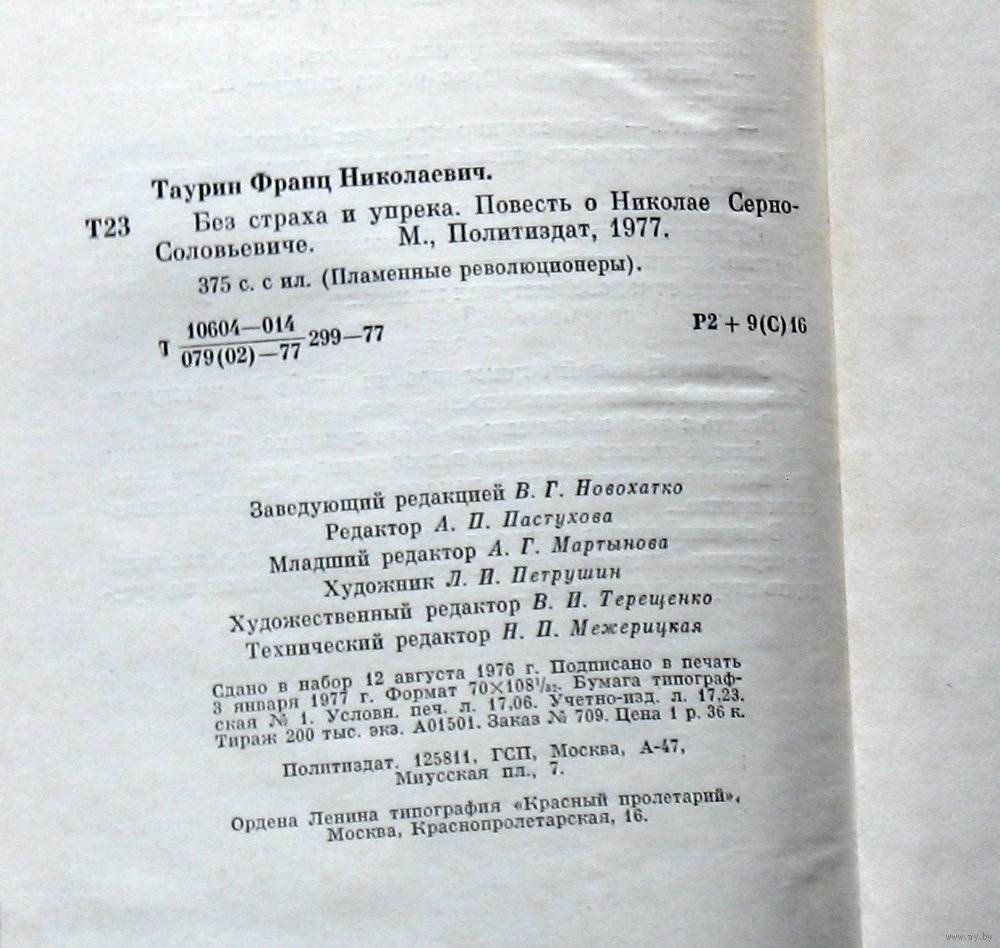 Таурин Франц Николаевич.
Т23 Без страха и упрека. Повесть о Николае Серно-
Соловьевиче. М., Политиздат, 1977.
375 с. с ил. (Пламенные революционеры).
Т 10604—014
079(02)—77 299—77 Р2 + 9(С)16
Заведующий редакцией В. Г. Новохатко
Редактор А. П. Пастухова
Младший редактор А. Г. Мартынова
Художник Л. И. Петрушин
Художественный редактор В. И. Терещенко
Технический редактор Н. П. Межерицкая
Сдано в набор 12 августа 1976 г. Подписано в печать
3 января 1977 г. Формат 70×108¹/₃₂. Бумага типограф-
ская № 1. Условн. печ. л. 17,06. Учетно-изд. л. 17,23.
Тираж 200 тыс. экз. А01501. Заказ № 709. Цена 1 р. 36 к.
Политиздат. 125811, ГСП, Москва, А-47,
Миусская пл., 7.
Ордена Ленина типография «Красный пролетарий».
Москва, Краснопролетарская, 16.
www.ay.by